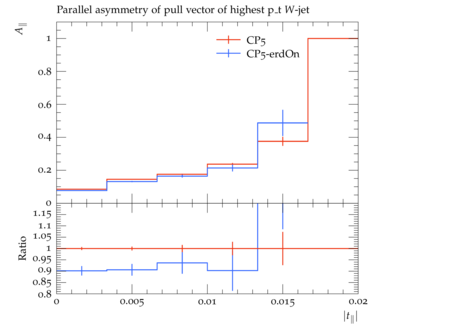 Parallel asymmetry of pull vector of highest p_t W-jet
A∥
CP5
CP5-erdOn
1
0.8
0.6
0.4
0.2
0
1.15
1.1
1.05
1
0.95
0.9
0.85
0.8
Ratio
0 0.005 0.01 0.015 0.02
|t∥|